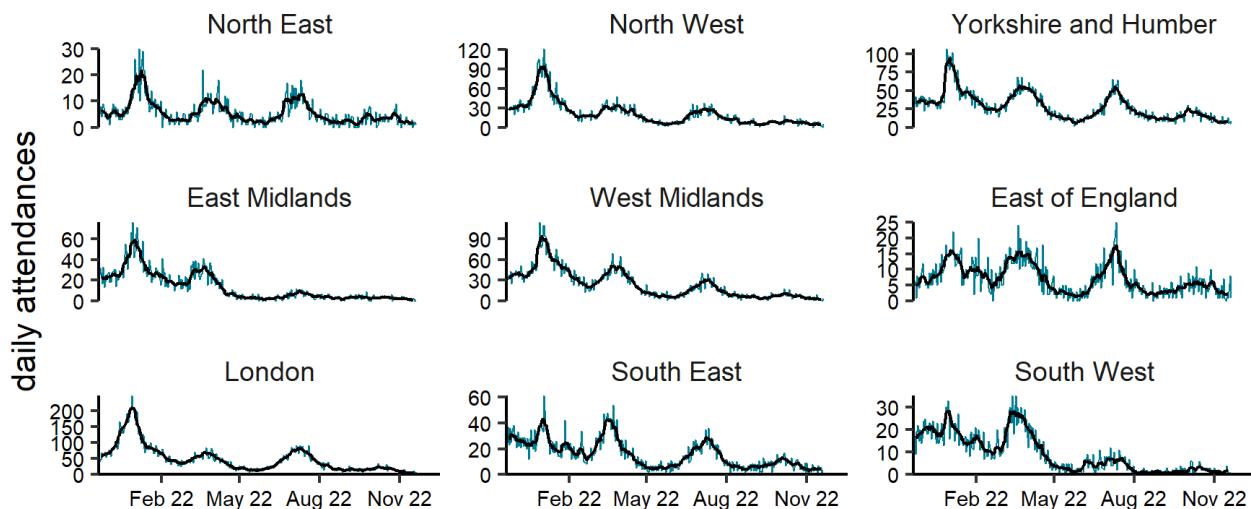 North East North West Yorkshire and Humber
30 120 100
20 90 75
10 60 50
0 30 25
0 0
East Midlands West Midlands East of England
60 90 25
40 60 20
20 30 15
0 0 10
5
0
daily attendances
London South East South West
200 60 30
150 40 20
100 20 10
50 0 0
0
Feb 22 May 22 Aug 22 Nov 22 Feb 22 May 22 Aug 22 Nov 22 Feb 22 May 22 Aug 22 Nov 22